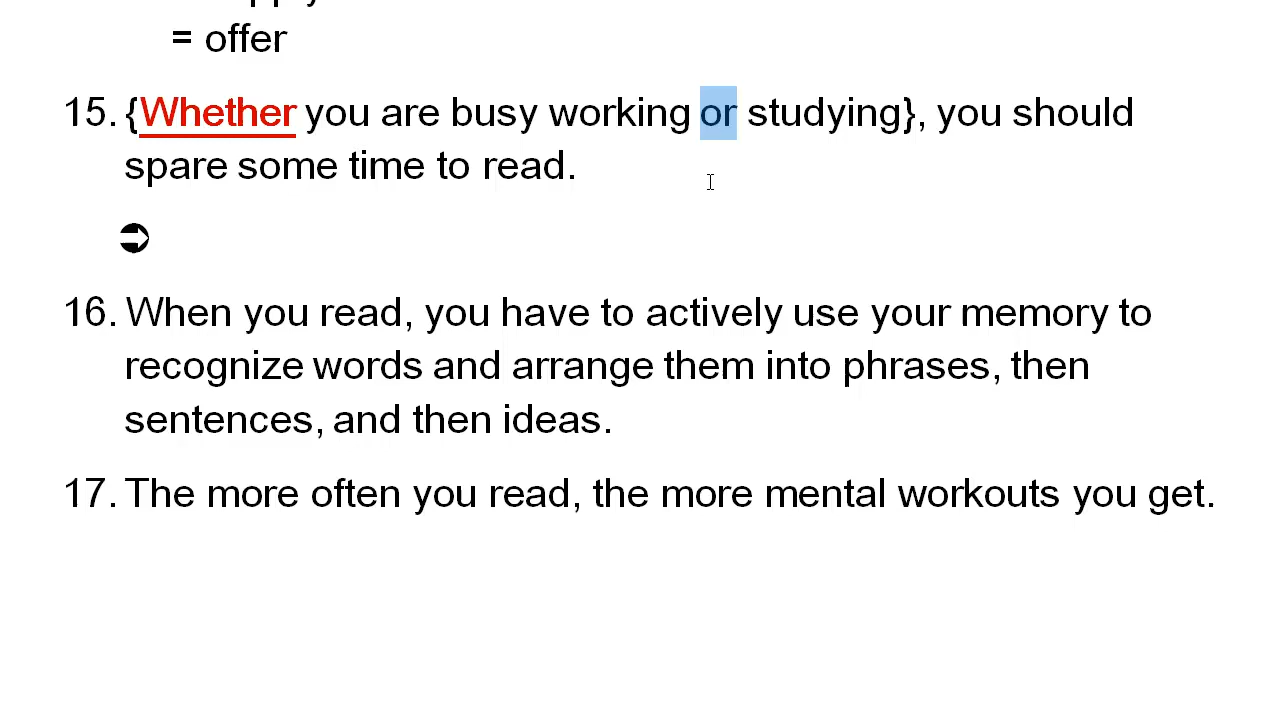 = offer
15. {Whether you are busy working or studying}, you should
spare some time to read.
➲
16. When you read, you have to actively use your memory to
recognize words and arrange them into phrases, then
sentences, and then ideas.
17. The more often you read, the more mental workouts you get.